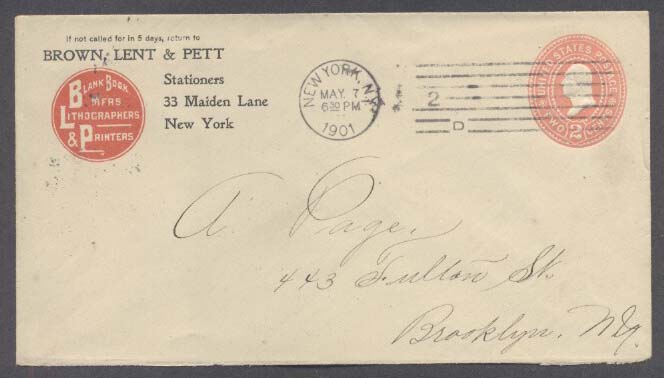 If not called for in 5 days, return to
BROWN, LENT & PETT
Stationers
33 Maiden Lane
New York
BLANK BOOK
MFRS
LITHOGRAPHERS
& PRINTERS
NEW YORK, N.Y.
MAY. 7
6 30 PM
1901
2
D
UNITED STATES POSTAGE
TWO
2
A. Page,
443 Fulton St.
Brooklyn, N.Y.